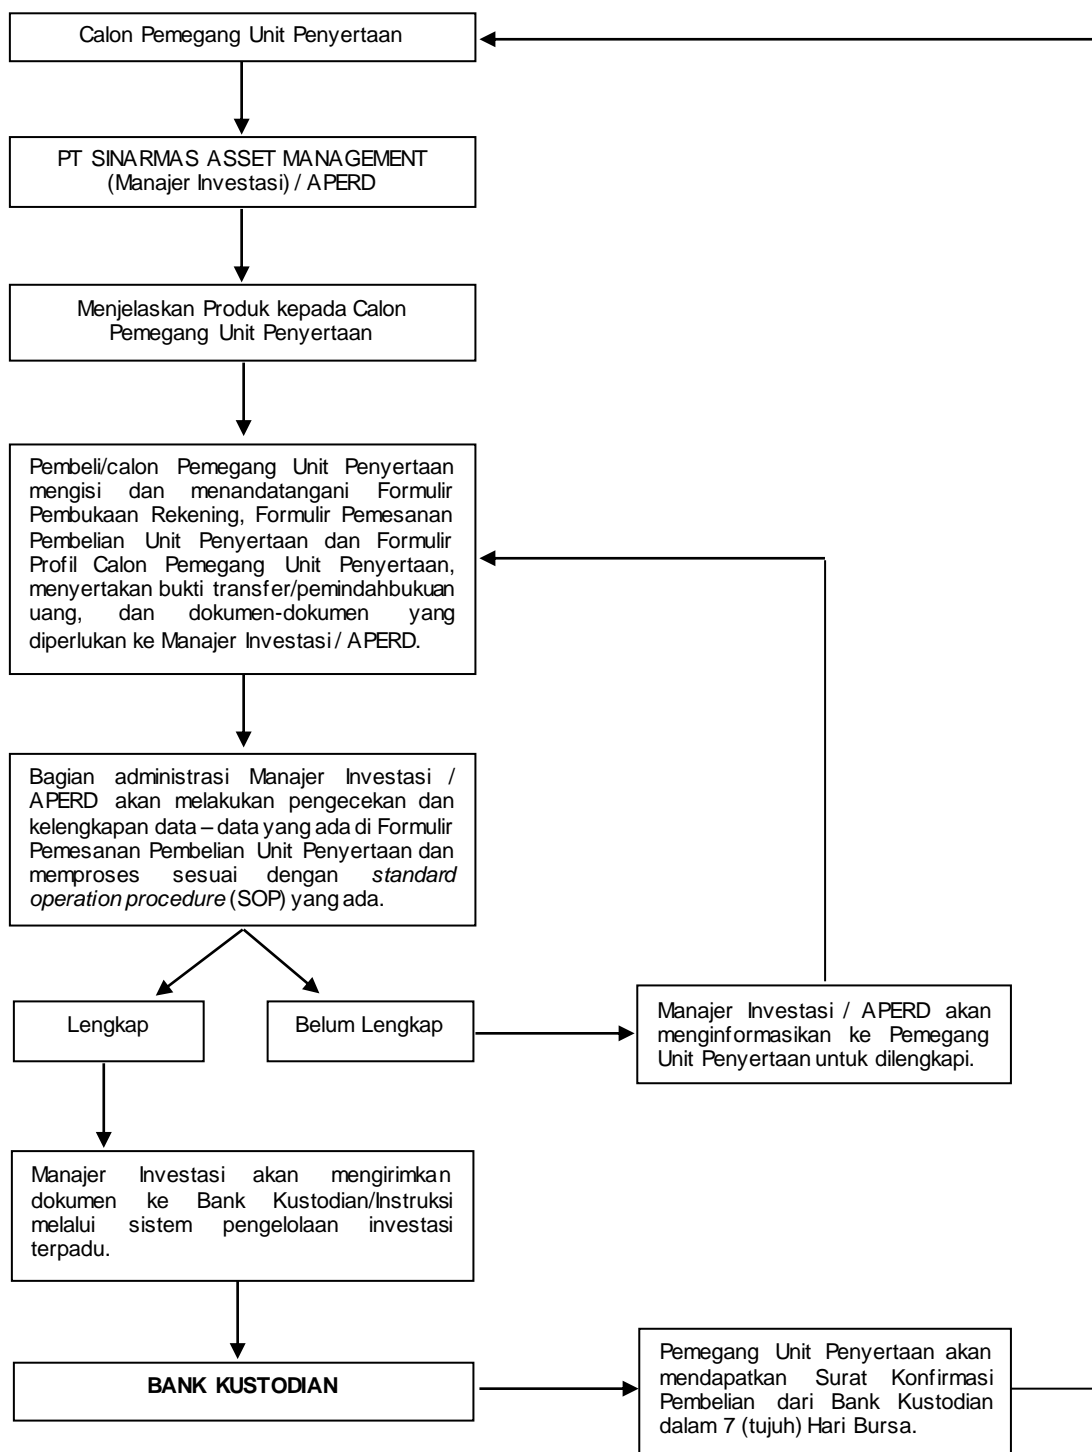 Calon Pemegang Unit Penyertaan
PT SINARMAS ASSET MANAGEMENT
(Manajer Investasi) / APERD
Menjelaskan Produk kepada Calon
Pemegang Unit Penyertaan
Pembeli/calon Pemegang Unit Penyertaan
mengisi dan menandatangani Formulir
Pembukaan Rekening, Formulir Pemesanan
Pembelian Unit Penyertaan dan Formulir
Profil Calon Pemegang Unit Penyertaan,
menyertakan bukti transfer/pemindahbukuan
uang, dan dokumen-dokumen yang
diperlukan ke Manajer Investasi / APERD.
Bagian administrasi Manajer Investasi /
APERD akan melakukan pengecekan dan
kelengkapan data – data yang ada di Formulir
Pemesanan Pembelian Unit Penyertaan dan
memproses sesuai dengan standard
operation procedure (SOP) yang ada.
Lengkap
Belum Lengkap
Manajer Investasi / APERD akan
menginformasikan ke Pemegang
Unit Penyertaan untuk dilengkapi.
Manajer Investasi akan mengirimkan
dokumen ke Bank Kustodian/Instruksi
melalui sistem pengelolaan investasi
terpadu.
BANK KUSTODIAN
Pemegang Unit Penyertaan akan
mendapatkan Surat Konfirmasi
Pembelian dari Bank Kustodian
dalam 7 (tujuh) Hari Bursa.